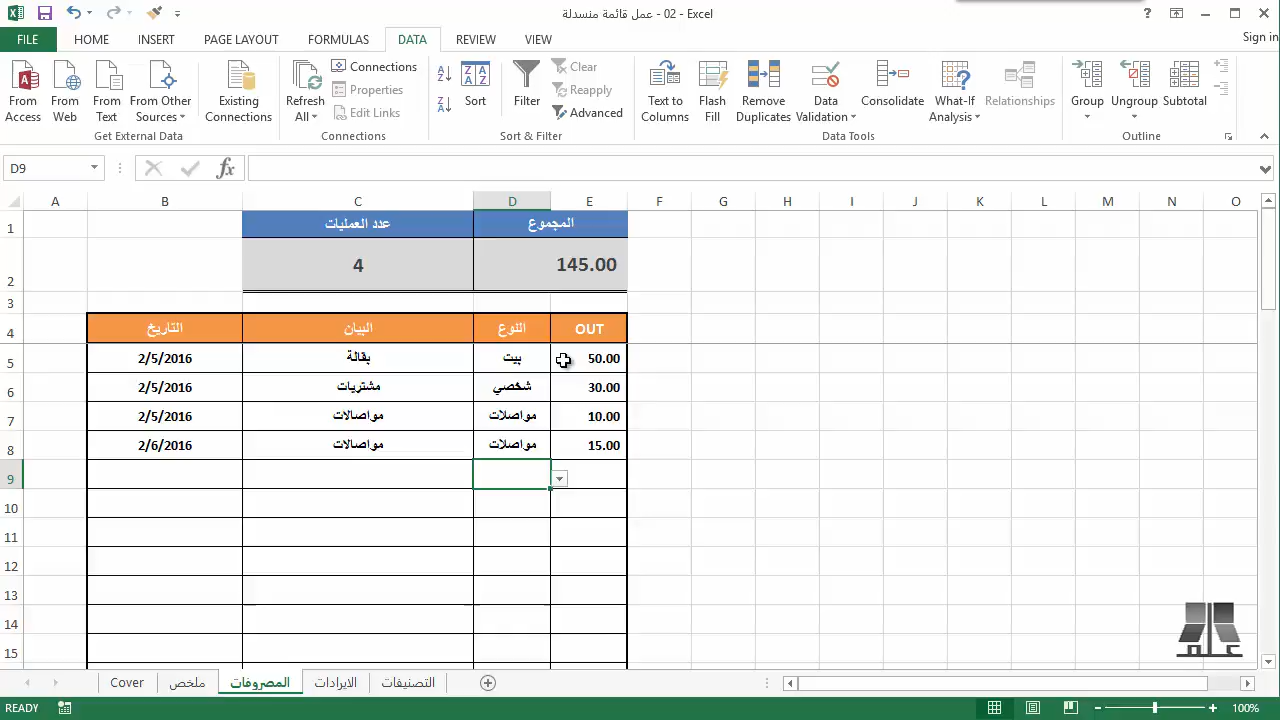 عمل قائمة منسدلة - 02 - Excel
FILE HOME INSERT PAGE LAYOUT FORMULAS DATA REVIEW VIEW Sign in
From Access
From Web
From Text
From Other Sources
Existing Connections
Refresh All
Connections
Properties
Edit Links
Sort
Filter
Clear
Reapply
Advanced
Text to Columns
Flash Fill
Remove Duplicates
Data Validation
Consolidate
What-If Analysis
Relationships
Group
Ungroup
Subtotal
Get External Data Connections Sort & Filter Data Tools Outline
D9 fx
A B C D E F G H I J K L M N O
1 عدد العمليات المجموع
2 4 145.00
3
4 التاريخ البيان النوع OUT
5 2/5/2016 بقالة بيت 50.00
6 2/5/2016 مشتريات شخصي 30.00
7 2/5/2016 مواصالات مواصلات 10.00
8 2/6/2016 مواصالات مواصلات 15.00
9
10
11
12
13
14
15
Cover ملخص المصروفات الايرادات التصنيفات
READY 100%